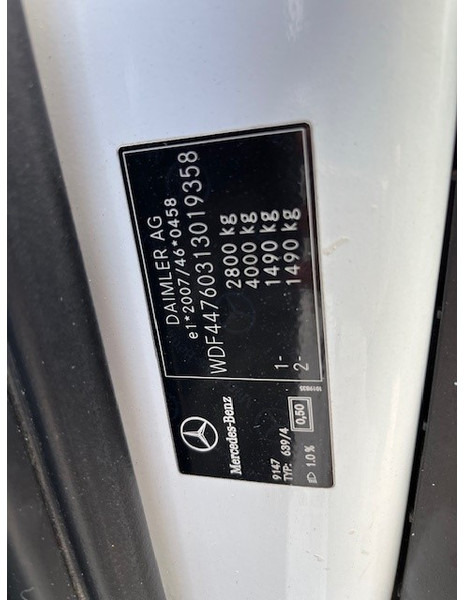 DAIMLER AG
e1*2007/46*0458
WDF44760313019358
2800 kg
4000 kg
1- 1490 kg
2- 1490 kg
Mercedes-Benz
1019835
9147
TYP: 639/4
0,50
1.0 %